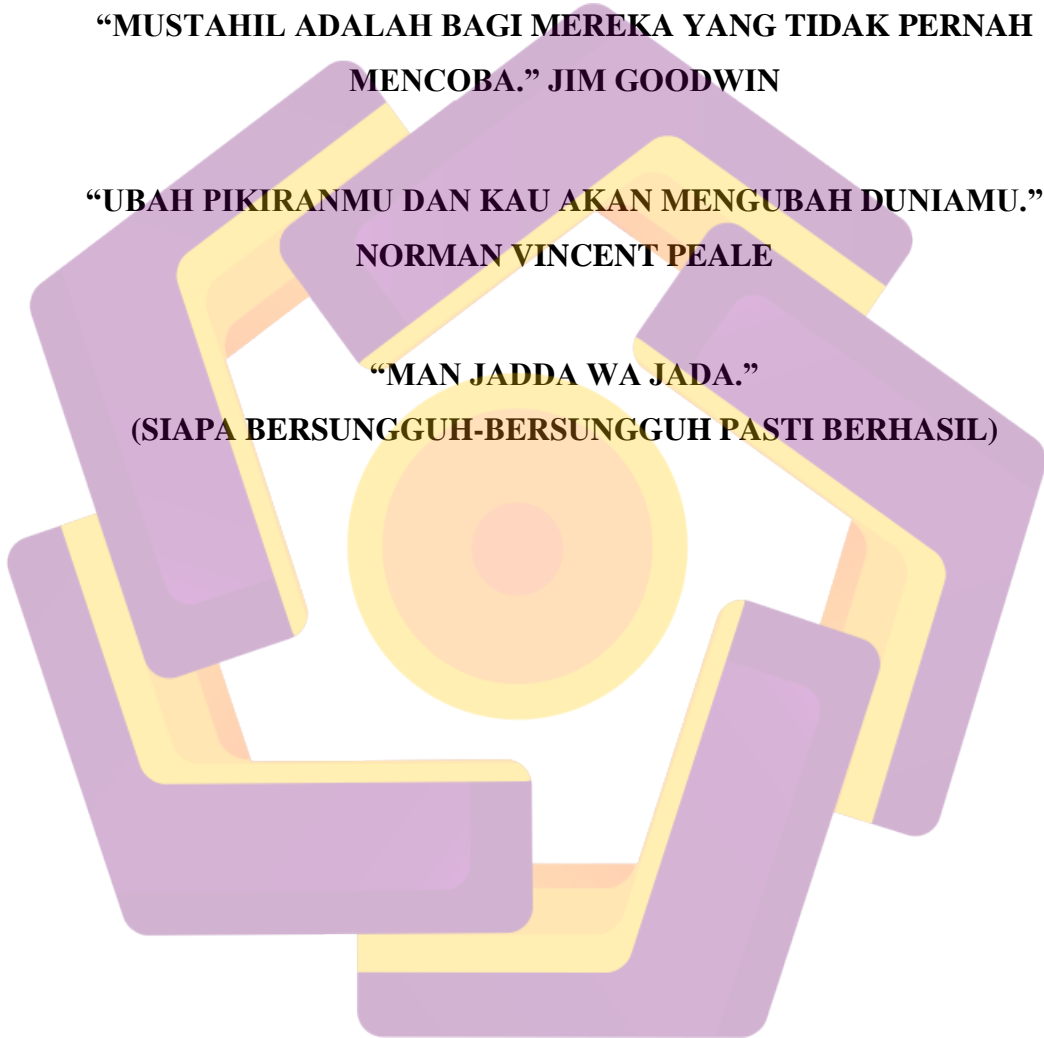 “MUSTAHIL ADALAH BAGI MEREKA YANG TIDAK PERNAH
MENCOBA.” JIM GOODWIN
“UBAH PIKIRANMU DAN KAU AKAN MENGUBAH DUNIAMU.”
NORMAN VINCENT PEALE
“MAN JADDA WA JADA.”
(SIAPA BERSUNGGUH-BERSUNGGUH PASTI BERHASIL)